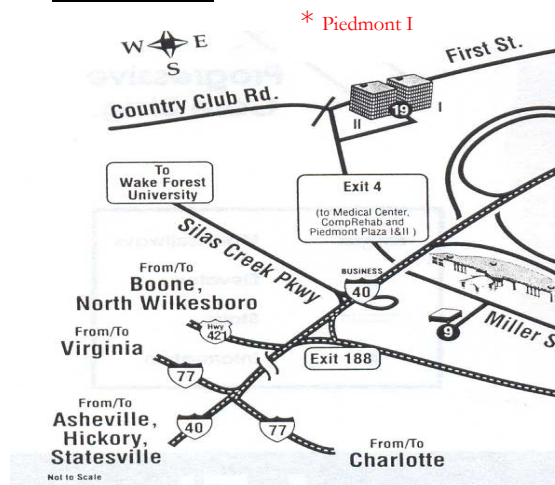 * Piedmont I
W E
S
First St.
Country Club Rd.
19
I
II
To
Wake Forest
University
Exit 4
(to Medical Center,
CompRehab and
Piedmont Plaza I&II)
Silas Creek Pkwy
BUSINESS
40
From/To
Boone,
North Wilkesboro
Hwy
421
From/To
Virginia
Exit 188
9
Miller S
77
From/To
Asheville,
Hickory,
Statesville
40
77
From/To
Charlotte
Not to Scale